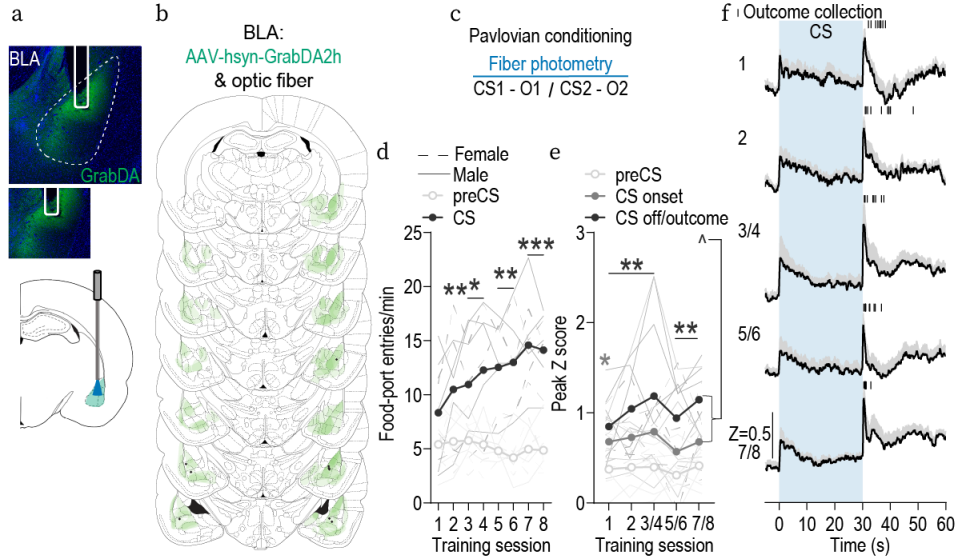 a
BLA
GrabDA
b
BLA:
AAV-hsyn-GrabDA2h
& optic fiber
c
Pavlovian conditioning
Fiber photometry
CS1 - O1 / CS2 - O2
d
Female
Male
preCS
CS
25
20
15
10
5
0
Food-port entries/min
** * ** ***
1 2 3 4 5 6 7 8
Training session
e
preCS
CS onset
CS off/outcome
^
3
2
1
0
Peak Z score
* ** **
1 2 3/4 5/6 7/8
Training session
f
Outcome collection
CS
1
2
3/4
5/6
Z=0.5
7/8
0 10 20 30 40 50 60
Time (s)